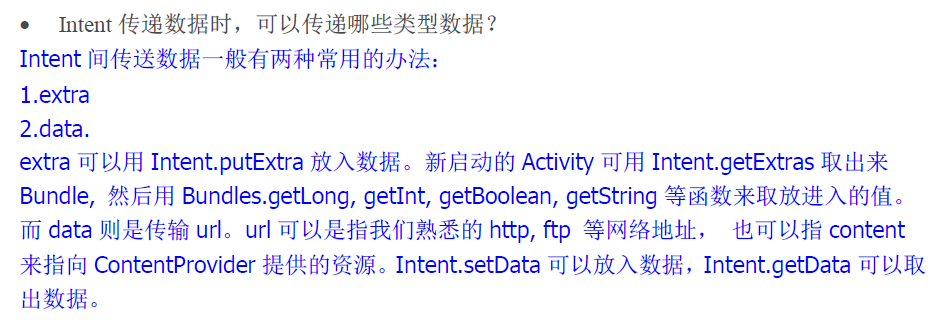 • Intent 传递数据时，可以传递哪些类型数据？
Intent 间传送数据一般有两种常用的办法：
1.extra
2.data.
extra 可以用 Intent.putExtra 放入数据。新启动的 Activity 可用 Intent.getExtras 取出来
Bundle, 然后用 Bundles.getLong, getInt, getBoolean, getString 等函数来取放进入的值。
而 data 则是传输 url。url 可以是指我们熟悉的 http, ftp 等网络地址， 也可以指 content
来指向 ContentProvider 提供的资源。Intent.setData 可以放入数据，Intent.getData 可以取
出数据。